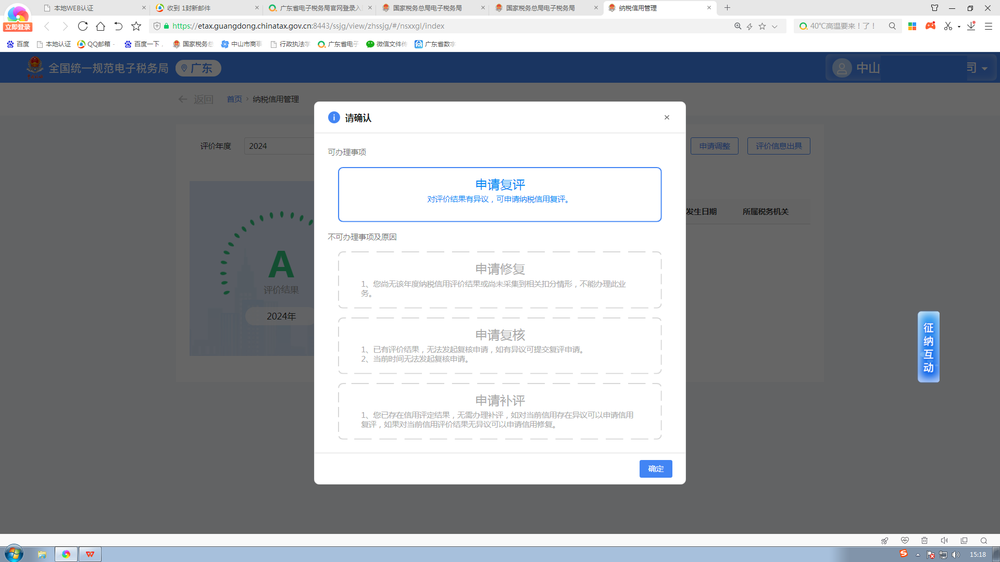 本地WEB认证
收到 1封新邮件
广东省电子税务局官网登录入
国家税务总局电子税务局
国家税务总局电子税务局
纳税信用管理
立即登录
https://etax.guangdong.chinatax.gov.cn:8443/ssjg/view/zhssjg/#/nsxxgl/index
40℃高温要来！了！
百度
本地认证
QQ邮箱 -
百度一下，
国家税务总
中山市商事
行政执法学
广东省电子
微信文件传
广东省数字
全国统一规范电子税务局
广东
中山
司
返回
首页 › 纳税信用管理
评价年度
2024
申请调整
评价信息出具
发生日期
所属税务机关
A
评价结果
2024年
请确认
可办理事项
申请复评
对评价结果有异议，可申请纳税信用复评。
不可办理事项及原因
申请修复
1、您尚无该年度纳税信用评价结果或尚未采集到相关扣分情形，不能办理此业
务。
申请复核
1、已有评价结果，无法发起复核申请，如有异议可提交复评申请。
2、当前时间无法发起复核申请。
申请补评
1、您已存在信用评定结果，无需办理补评，如对当前信用存在异议可以申请信用
复评，如果对当前信用评价结果无异议可以申请信用修复。
确定
征
纳
互
动
15:18